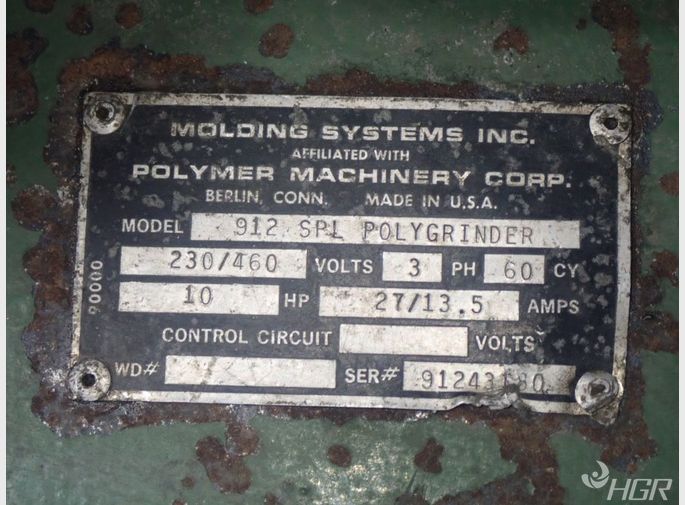 MOLDING SYSTEMS INC.
AFFILIATED WITH
POLYMER MACHINERY CORP.
BERLIN, CONN. MADE IN U.S.A.
MODEL 912 SPL POLYGRINDER
230/460 VOLTS 3 PH 60 CY
10 HP 27/13.5 AMPS
CONTROL CIRCUIT VOLTS
WD# SER#
00006
HGR